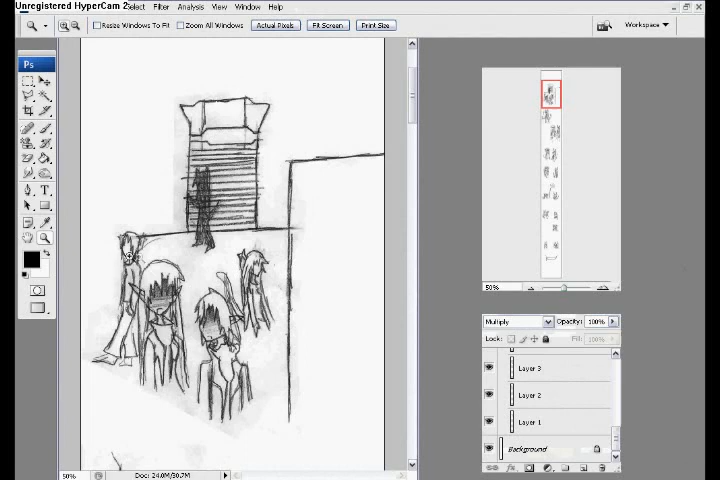 Unregistered HyperCam 2
Select Filter Analysis View Window Help
Resize Windows To Fit Zoom All Windows Actual Pixels Fit Screen Print Size Workspace
Ps
T
50%
Multiply Opacity: 100%
Lock: Fill: 100%
Layer 3
Layer 2
Layer 1
Background
50% Doc: 24.0M/30.7M